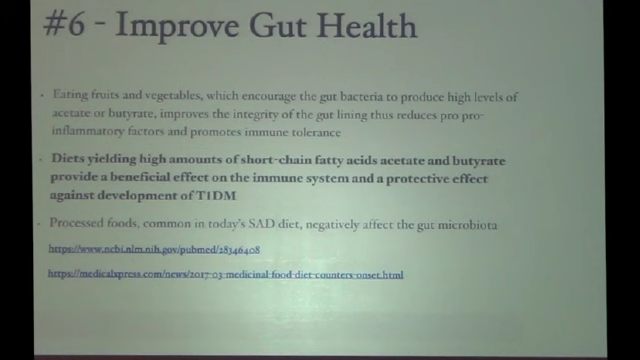 #6 - Improve Gut Health
• Eating fruits and vegetables, which encourage the gut bacteria to produce high levels of
acetate or butyrate, improves the integrity of the gut lining thus reduces pro pro-
inflammatory factors and promotes immune tolerance
• Diets yielding high amounts of short-chain fatty acids acetate and butyrate
provide a beneficial effect on the immune system and a protective effect
against development of T1DM
• Processed foods, common in today's SAD diet, negatively affect the gut microbiota
https://www.ncbi.nlm.nih.gov/pubmed/28346408
https://medicalxpress.com/news/2017-03-medicinal-food-diet-counters-onset.html